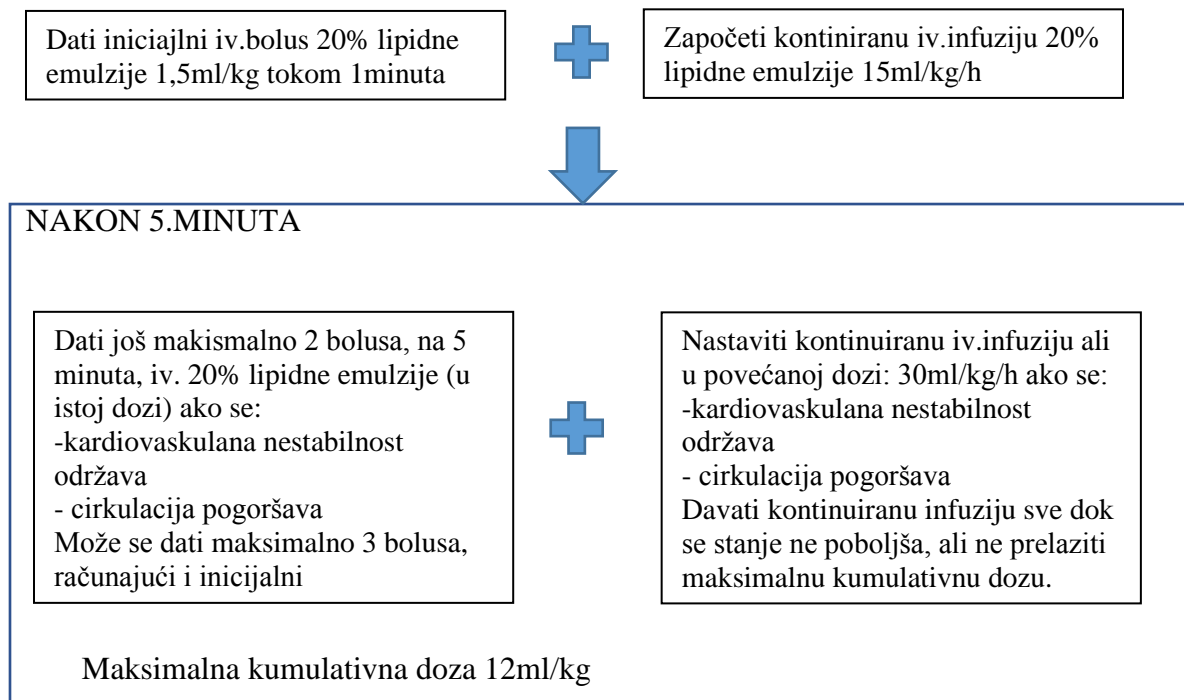 Dati iniciajlni iv.bolus 20% lipidne
emulzije 1,5ml/kg tokom 1minuta
Započeti kontiniranu iv.infuziju 20%
lipidne emulzije 15ml/kg/h
NAKON 5.MINUTA
Dati još makismalno 2 bolusa, na 5
minuta, iv. 20% lipidne emulzije (u
istoj dozi) ako se:
-kardiovaskulana nestabilnost
održava
- cirkulacija pogoršava
Može se dati maksimalno 3 bolusa,
računajući i inicijalni
Nastaviti kontinuiranu iv.infuziju ali
u povećanoj dozi: 30ml/kg/h ako se:
-kardiovaskulana nestabilnost
održava
- cirkulacija pogoršava
Davati kontinuiranu infuziju sve dok
se stanje ne poboljša, ali ne prelaziti
maksimalnu kumulativnu dozu.
Maksimalna kumulativna doza 12ml/kg